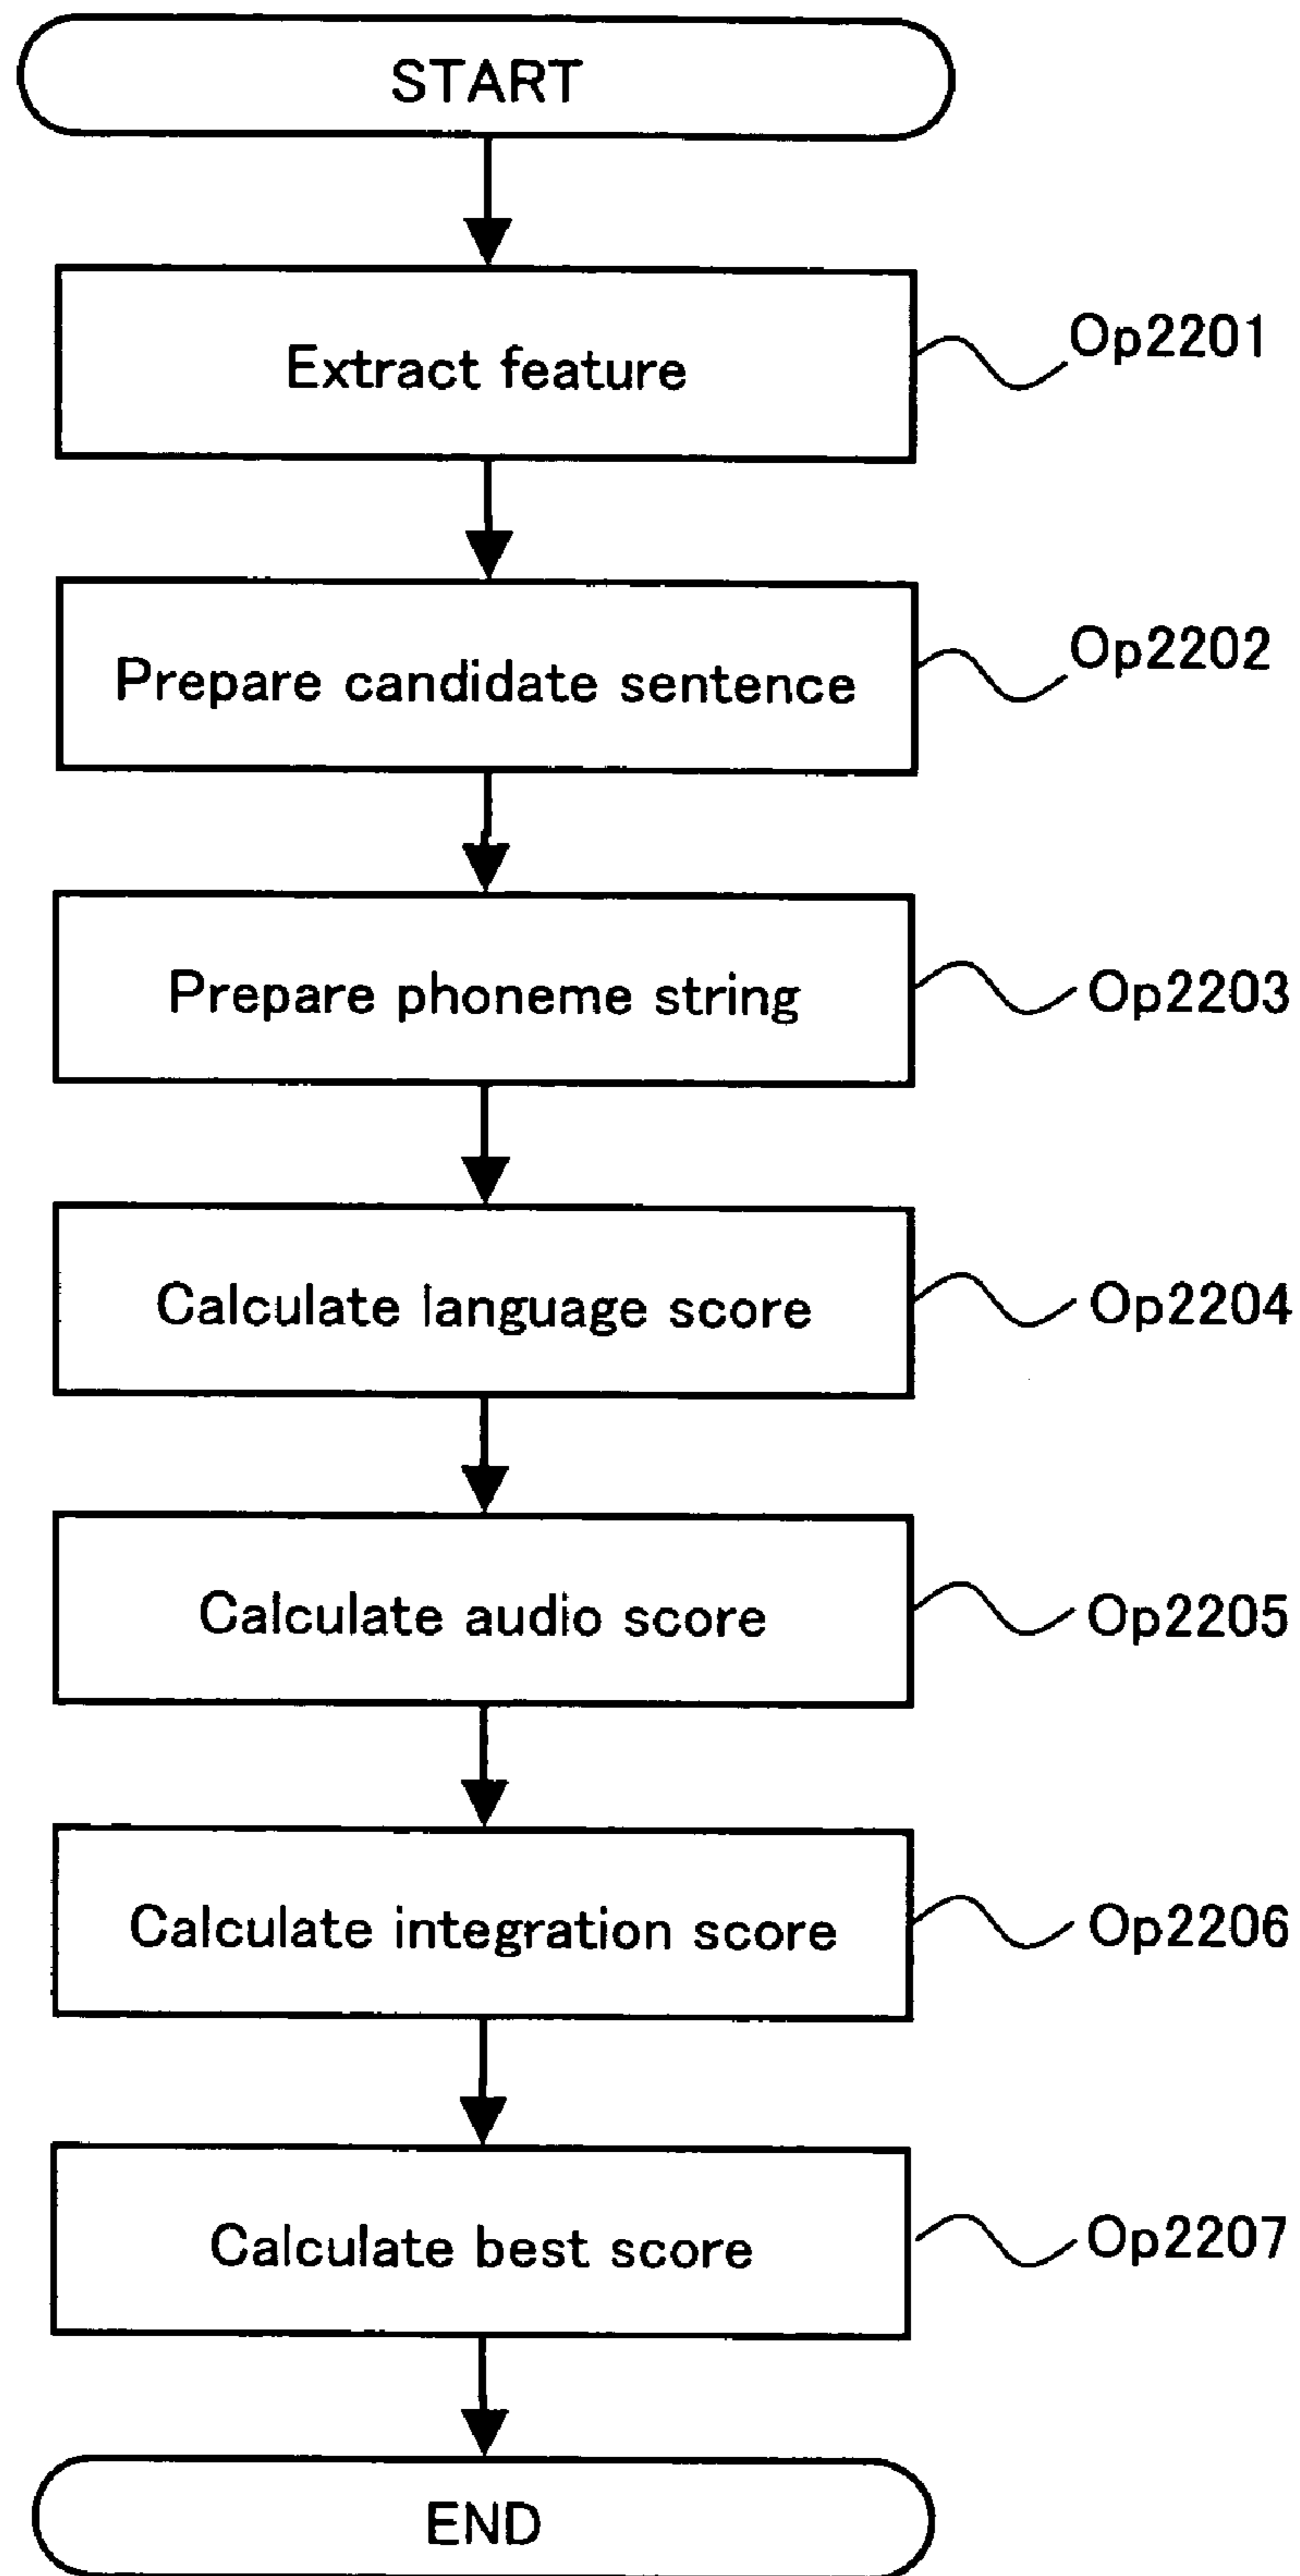 START
Extract feature
Op2201
Prepare candidate sentence
Op2202
Prepare phoneme string
Op2203
Calculate language score
Op2204
Calculate audio score
Op2205
Calculate integration score
Op2206
Calculate best score
Op2207
END